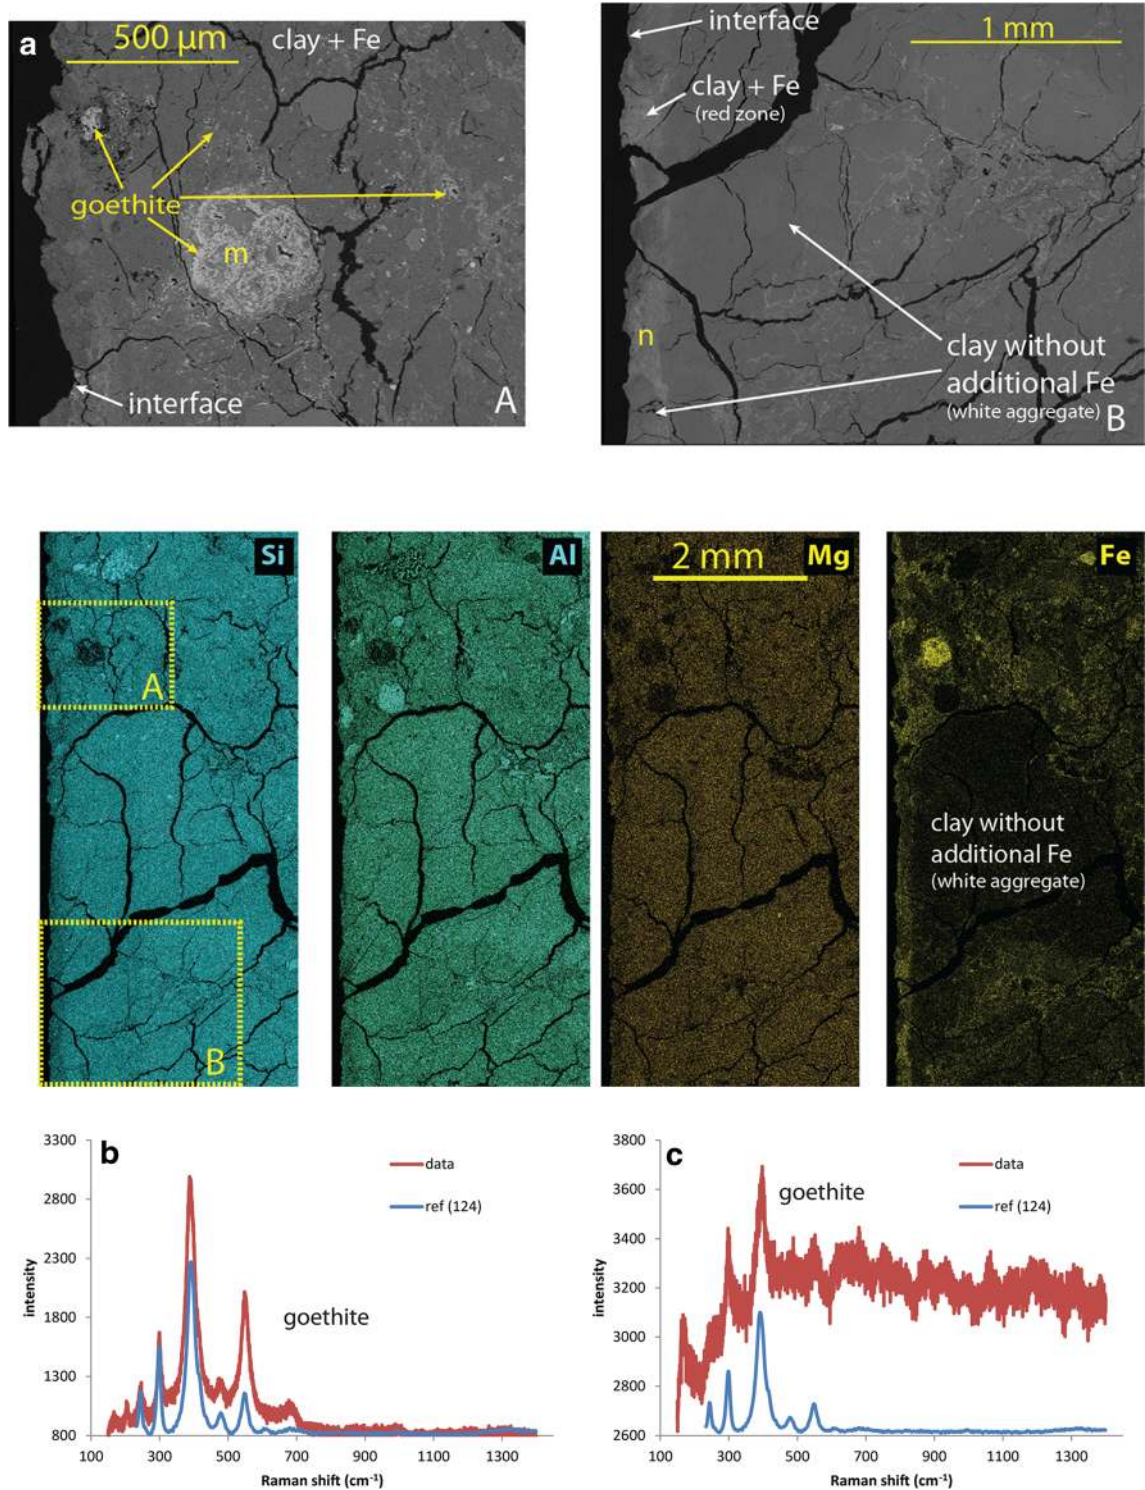 a
500 µm
clay + Fe
goethite
m
interface
A
interface
1 mm
clay + Fe
(red zone)
n
clay without
additional Fe
(white aggregate)
B
Si
A
B
Al
2 mm
Mg
Fe
clay without
additional Fe
(white aggregate)
b
3300
2800
2300
1800
1300
800
intensity
data
ref (124)
goethite
100 300 500 700 900 1100 1300
Raman shift (cm⁻¹)
c
3800
3600
3400
3200
3000
2800
2600
intensity
data
ref (124)
goethite
100 300 500 700 900 1100 1300
Raman shift (cm⁻¹)